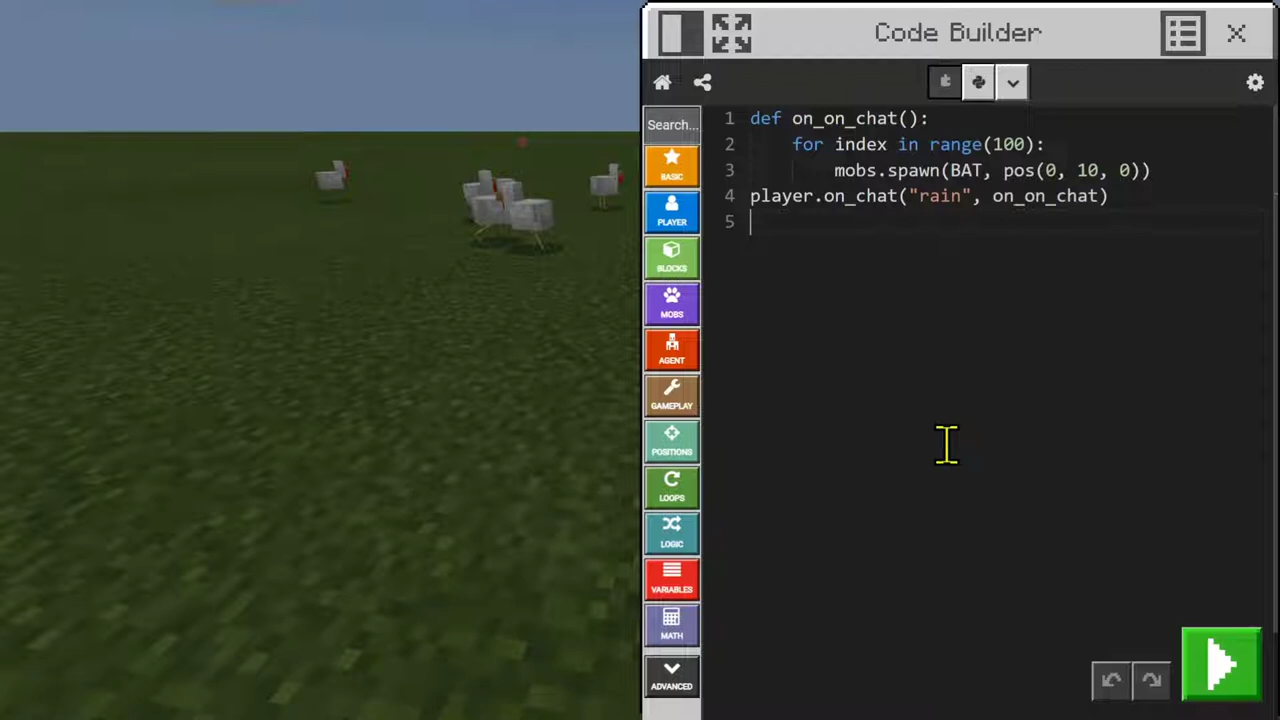 Code Builder
Search...
BASIC
PLAYER
BLOCKS
MOBS
AGENT
GAMEPLAY
POSITIONS
LOOPS
LOGIC
VARIABLES
MATH
ADVANCED
1 def on_on_chat():
2     for index in range(100):
3         mobs.spawn(BAT, pos(0, 10, 0))
4 player.on_chat("rain", on_on_chat)
5